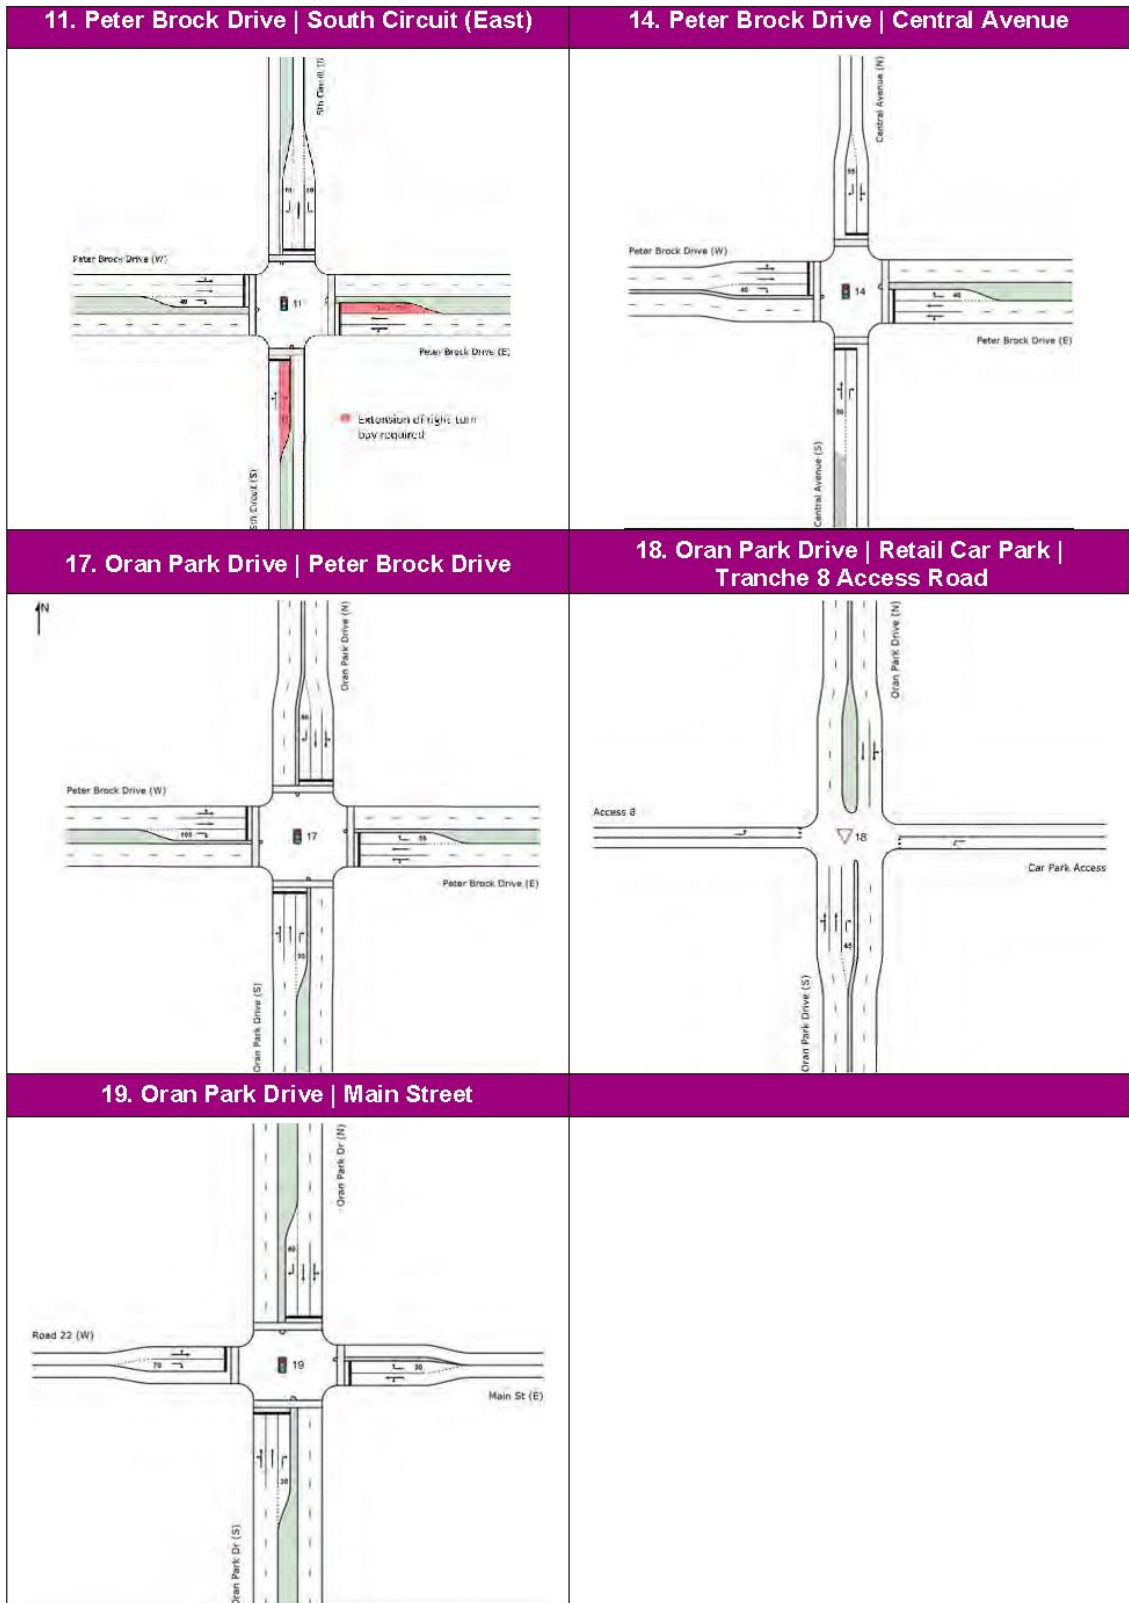 11. Peter Brock Drive | South Circuit (East)
14. Peter Brock Drive | Central Avenue
Sth Circuit (N)
Peter Brock Drive (W)
40
11
Peter Brock Drive (E)
Extension of right turn
bay required
Sth Circuit (S)
Central Avenue (N)
55
Peter Brock Drive (W)
40
14
40
Peter Brock Drive (E)
50
Central Avenue (S)
17. Oran Park Drive | Peter Brock Drive
18. Oran Park Drive | Retail Car Park |
Tranche 8 Access Road
N
Oran Park Drive (N)
Peter Brock Drive (W)
105
17
55
Peter Brock Drive (E)
Oran Park Drive (S)
Oran Park Drive (N)
Access 8
18
Car Park Access
45
Oran Park Drive (S)
19. Oran Park Drive | Main Street
Oran Park Dr (N)
60
Road 22 (W)
70
19
30
Main St (E)
30
Oran Park Dr (S)